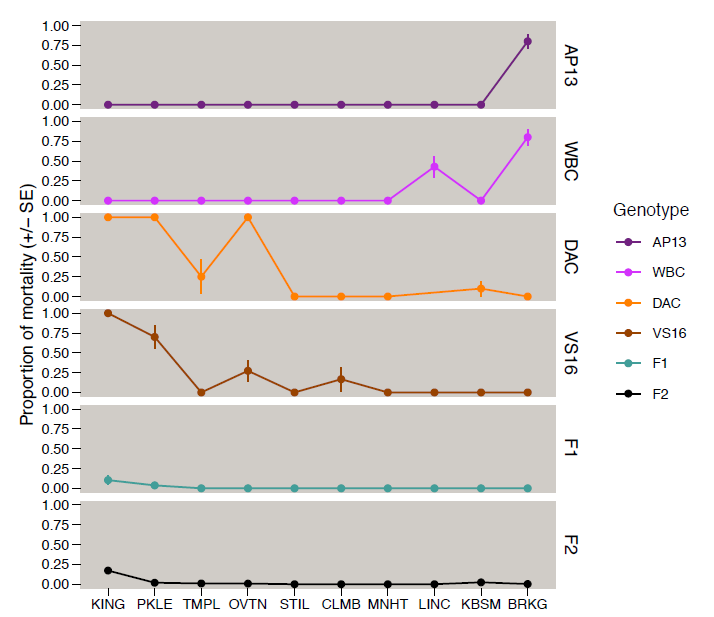 Proportion of mortality (+/− SE)
1.00
0.75
0.50
0.25
0.00
AP13
1.00
0.75
0.50
0.25
0.00
WBC
1.00
0.75
0.50
0.25
0.00
DAC
1.00
0.75
0.50
0.25
0.00
VS16
1.00
0.75
0.50
0.25
0.00
F1
1.00
0.75
0.50
0.25
0.00
F2
KING PKLE TMPL OVTN STIL CLMB MNHT LINC KBSM BRKG
Genotype
AP13
WBC
DAC
VS16
F1
F2